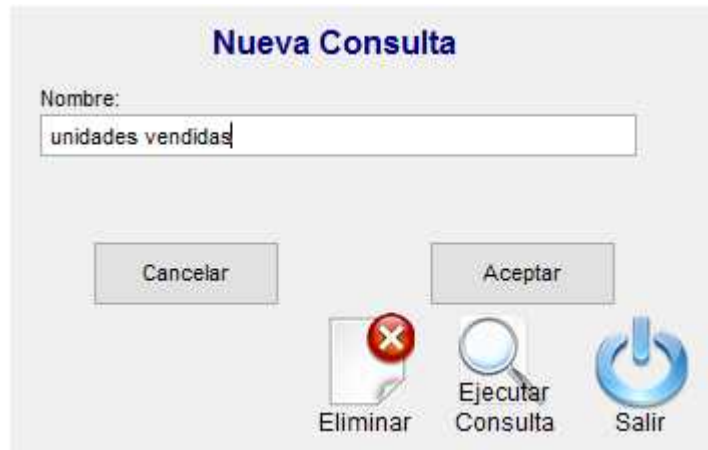 Nueva Consulta
Nombre:
unidades vendidas
Cancelar
Aceptar
Eliminar
Ejecutar
Consulta
Salir